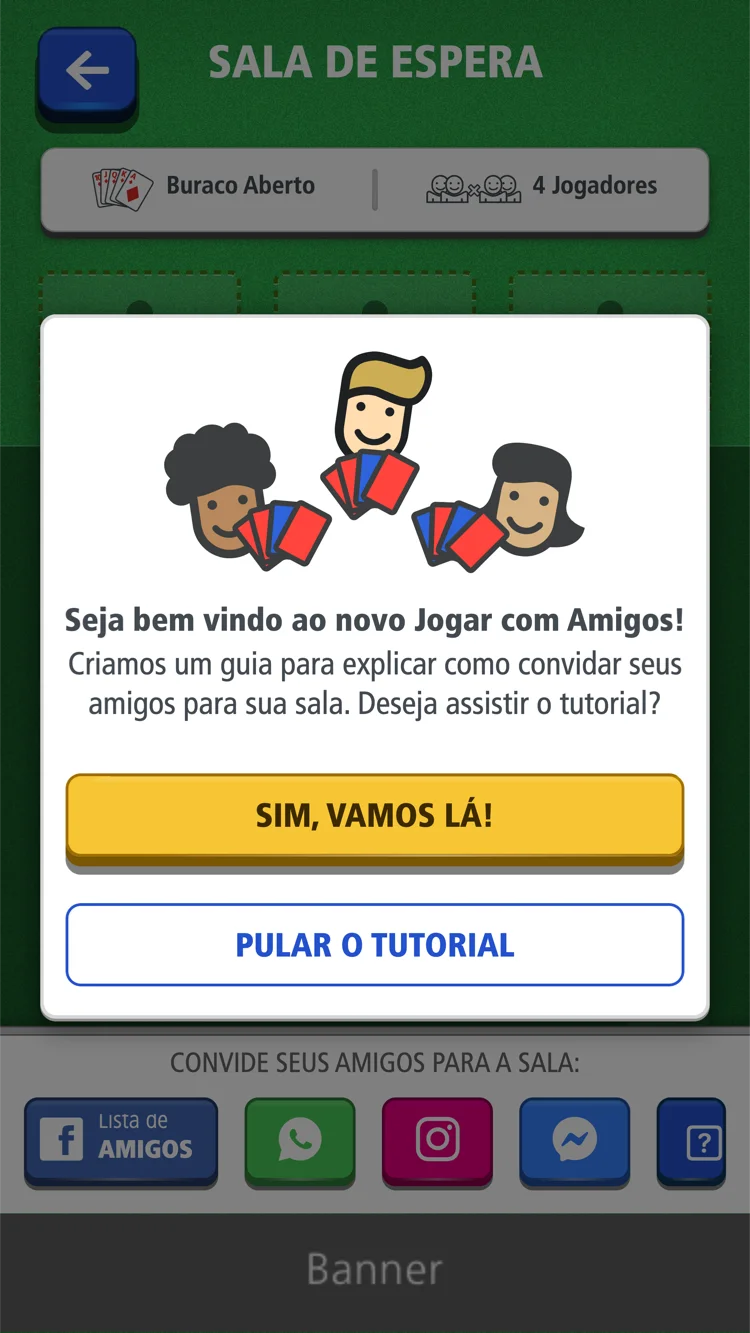 SALA DE ESPERA
Buraco Aberto
4 Jogadores
Seja bem vindo ao novo Jogar com Amigos!
Criamos um guia para explicar como convidar seus
amigos para sua sala. Deseja assistir o tutorial?
SIM, VAMOS LÁ!
PULAR O TUTORIAL
CONVIDE SEUS AMIGOS PARA A SALA:
Lista de
AMIGOS
?
Banner